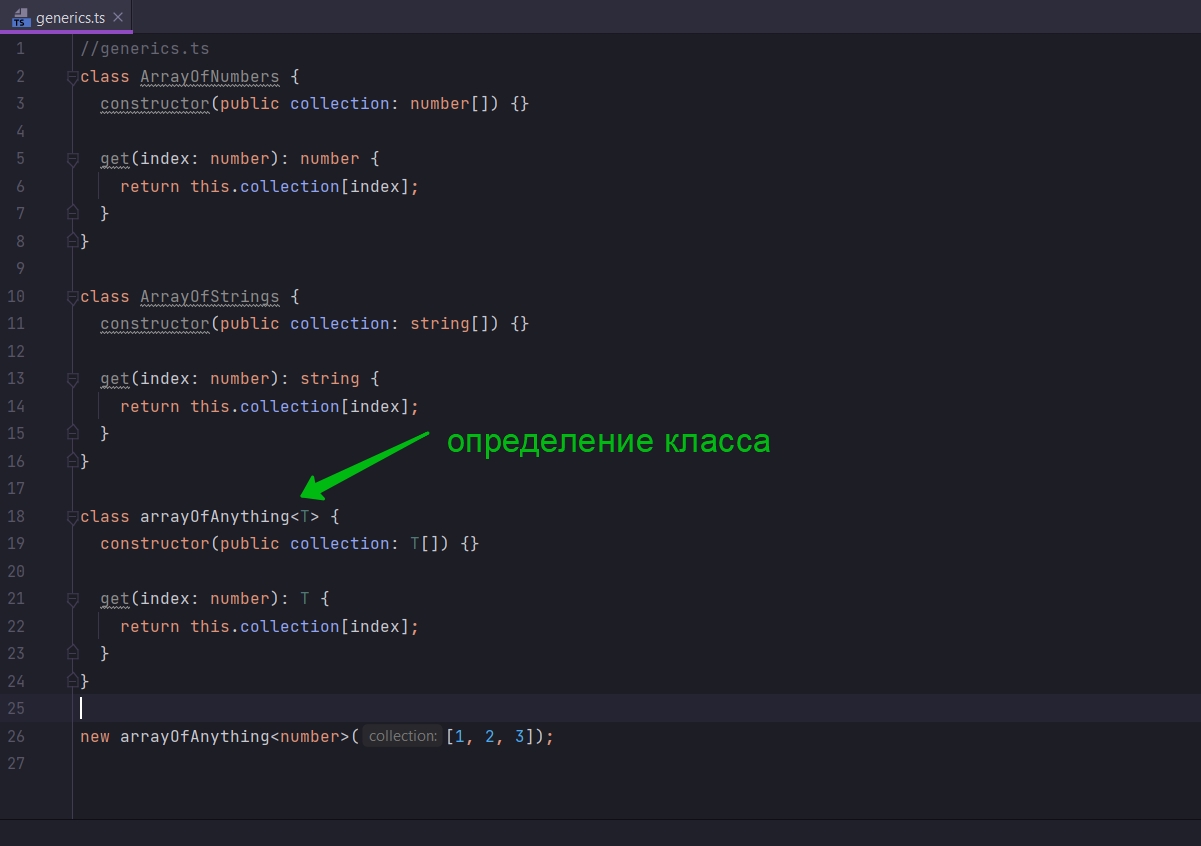 TS generics.ts
1 //generics.ts
2 class ArrayOfNumbers {
3 constructor(public collection: number[]) {}
4
5 get(index: number): number {
6 return this.collection[index];
7 }
8 }
9
10 class ArrayOfStrings {
11 constructor(public collection: string[]) {}
12
13 get(index: number): string {
14 return this.collection[index];
15 }
определение класса
16 }
17
18 class arrayOfAnything<T> {
19 constructor(public collection: T[]) {}
20
21 get(index: number): T {
22 return this.collection[index];
23 }
24 }
25
26 new arrayOfAnything<number>( collection: [1, 2, 3]);
27